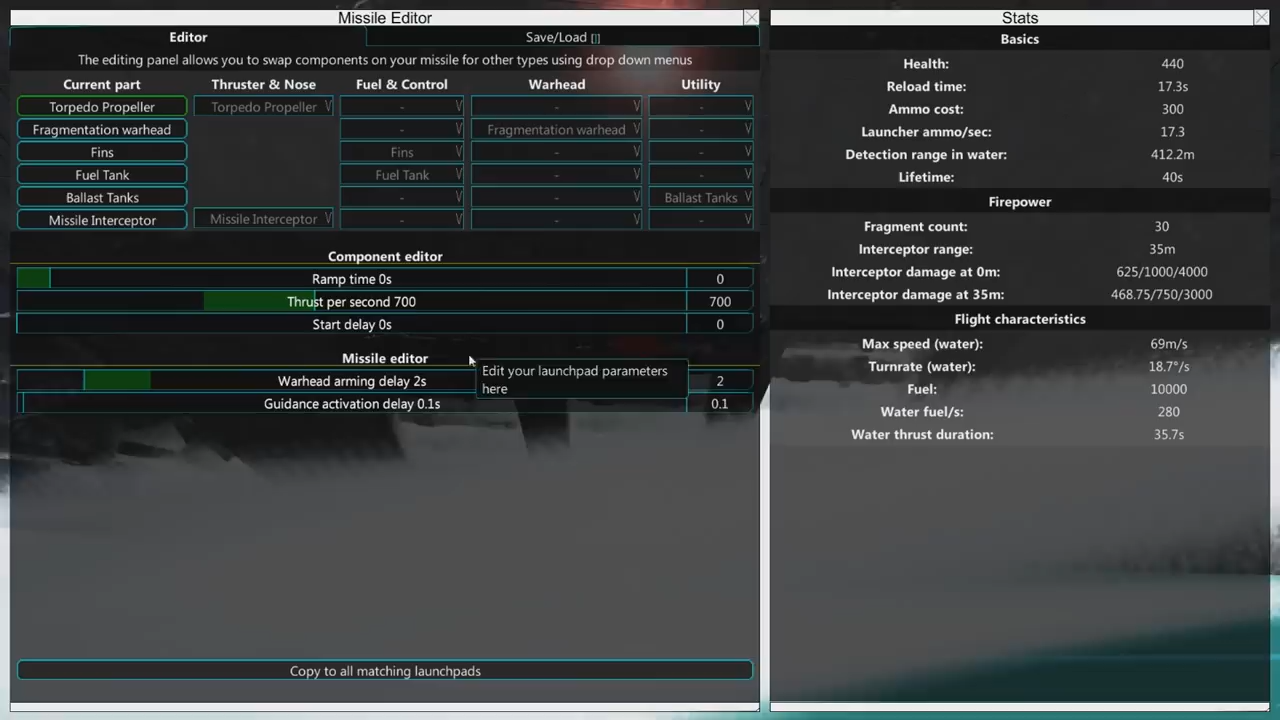 Missile Editor
Editor
Save/Load []
The editing panel allows you to swap components on your missile for other types using drop down menus
Current part Thruster & Nose Fuel & Control Warhead Utility
Torpedo Propeller Torpedo Propeller V - V - V - V
Fragmentation warhead - V Fragmentation warhead V - V
Fins Fins V - V - V
Fuel Tank Fuel Tank V - V - V
Ballast Tanks - V - V Ballast Tanks V
Missile Interceptor Missile Interceptor V - V - V - V
Component editor
Ramp time 0s 0
Thrust per second 700 700
Start delay 0s 0
Missile editor
Edit your launchpad parameters
here
Warhead arming delay 2s 2
Guidance activation delay 0.1s 0.1
Copy to all matching launchpads
Stats
Basics
Health: 440
Reload time: 17.3s
Ammo cost: 300
Launcher ammo/sec: 17.3
Detection range in water: 412.2m
Lifetime: 40s
Firepower
Fragment count: 30
Interceptor range: 35m
Interceptor damage at 0m: 625/1000/4000
Interceptor damage at 35m: 468.75/750/3000
Flight characteristics
Max speed (water): 69m/s
Turnrate (water): 18.7°/s
Fuel: 10000
Water fuel/s: 280
Water thrust duration: 35.7s